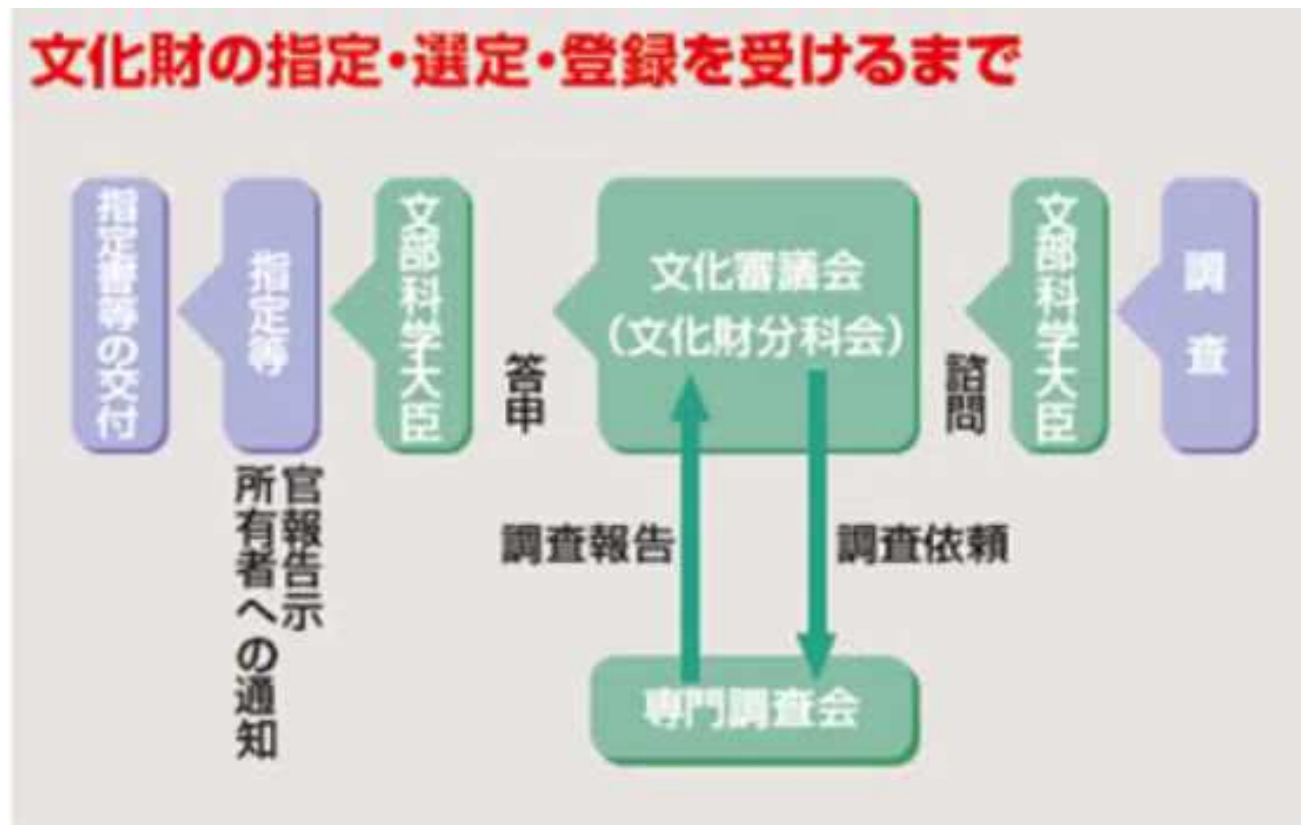 文化財の指定・選定・登録を受けるまで
調査
文部科学大臣
諮問
文化審議会
（文化財分科会）
調査依頼
専門調査会
調査報告
答申
文部科学大臣
指定等
官報告示
所有者への通知
指定書等の交付